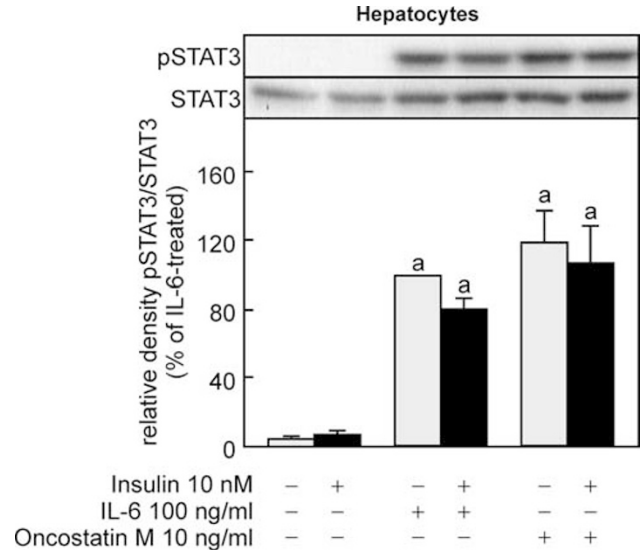 Hepatocytes
pSTAT3
STAT3
relative density pSTAT3/STAT3
(% of IL-6-treated)
160
120
80
40
0
a
a
a
a
Insulin 10 nM – + – + – +
IL-6 100 ng/ml – – + + – –
Oncostatin M 10 ng/ml – – – – + +